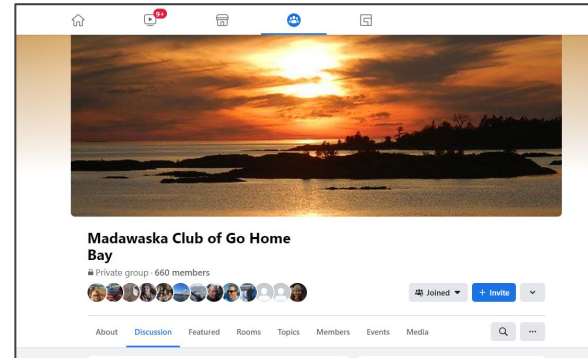 9+
Madawaska Club of Go Home
Bay
Private group · 660 members
Joined + Invite
About Discussion Featured Rooms Topics Members Events Media